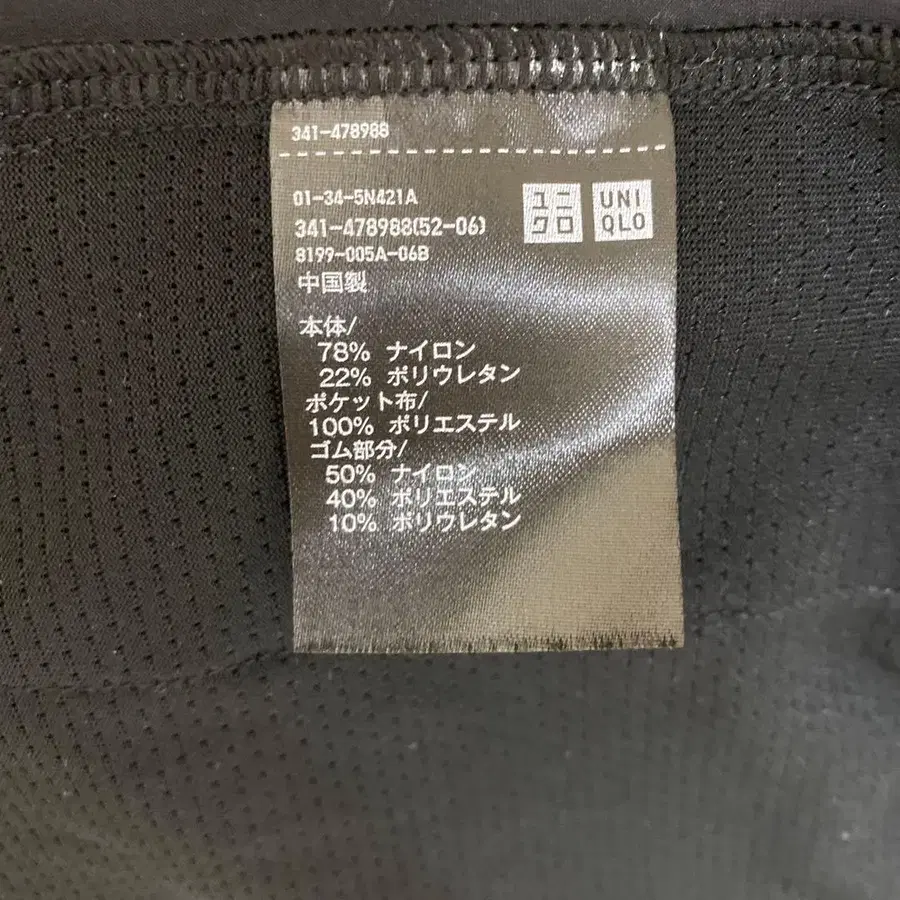 341-478988
01-34-5N421A
341-478988(52-06)
8199-005A-06B
中国製
ユニ
クロ
UNI
QLO
本体/
78% ナイロン
22% ポリウレタン
ポケット布/
100% ポリエステル
ゴム部分/
50% ナイロン
40% ポリエステル
10% ポリウレタン